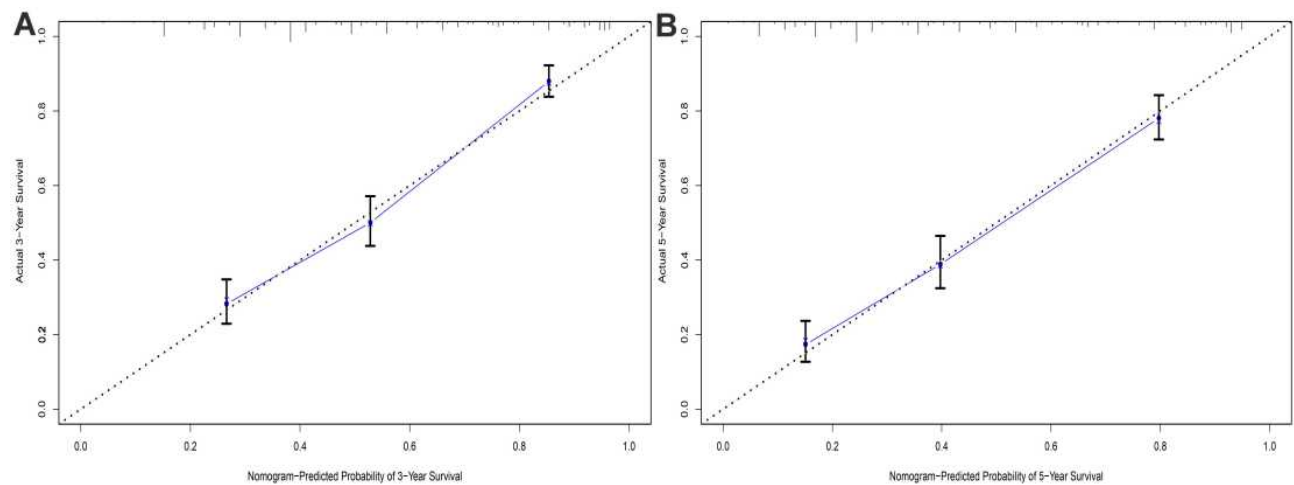 A
Actual 3-Year Survival
1.0
0.8
0.6
0.4
0.2
0.0
0.0 0.2 0.4 0.6 0.8 1.0
Nomogram-Predicted Probability of 3-Year Survival
B
Actual 5-Year Survival
1.0
0.8
0.6
0.4
0.2
0.0
0.0 0.2 0.4 0.6 0.8 1.0
Nomogram-Predicted Probability of 5-Year Survival